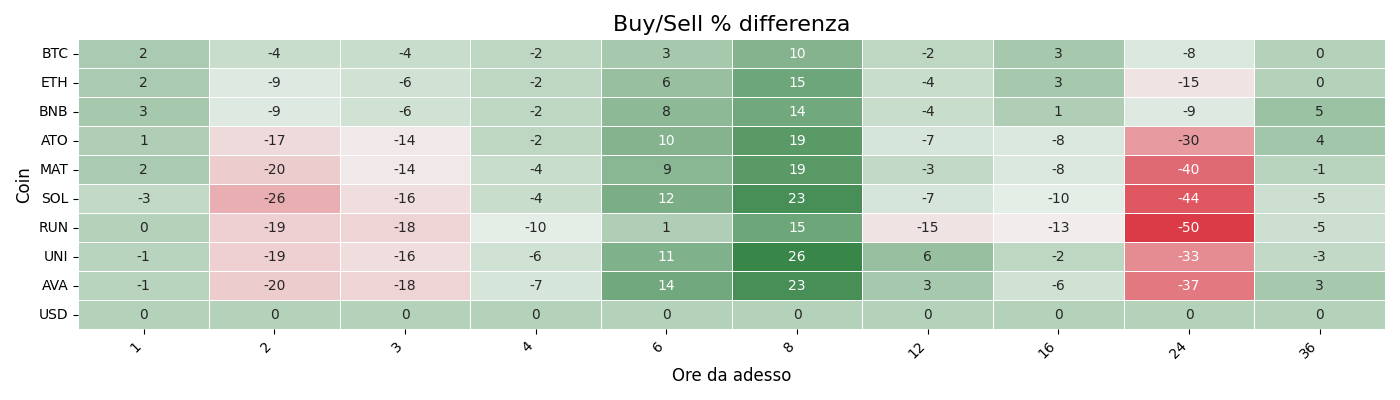 Buy/Sell % differenza
Coin
BTC 2 -4 -4 -2 3 10 -2 3 -8 0
ETH 2 -9 -6 -2 6 15 -4 3 -15 0
BNB 3 -9 -6 -2 8 14 -4 1 -9 5
ATO 1 -17 -14 -2 10 19 -7 -8 -30 4
MAT 2 -20 -14 -4 9 19 -3 -8 -40 -1
SOL -3 -26 -16 -4 12 23 -7 -10 -44 -5
RUN 0 -19 -18 -10 1 15 -15 -13 -50 -5
UNI -1 -19 -16 -6 11 26 6 -2 -33 -3
AVA -1 -20 -18 -7 14 23 3 -6 -37 3
USD 0 0 0 0 0 0 0 0 0 0
1 2 3 4 6 8 12 16 24 36
Ore da adesso